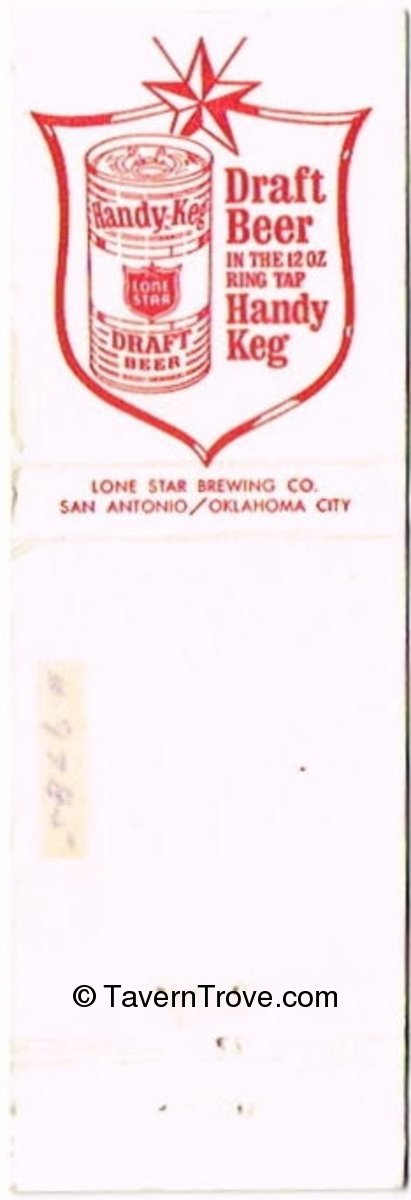 Handy-Keg
LONE
STAR
DRAFT
BEER
Draft
Beer
IN THE 12 OZ
RING TAP
Handy
Keg
LONE STAR BREWING CO.
SAN ANTONIO/OKLAHOMA CITY
© TavernTrove.com